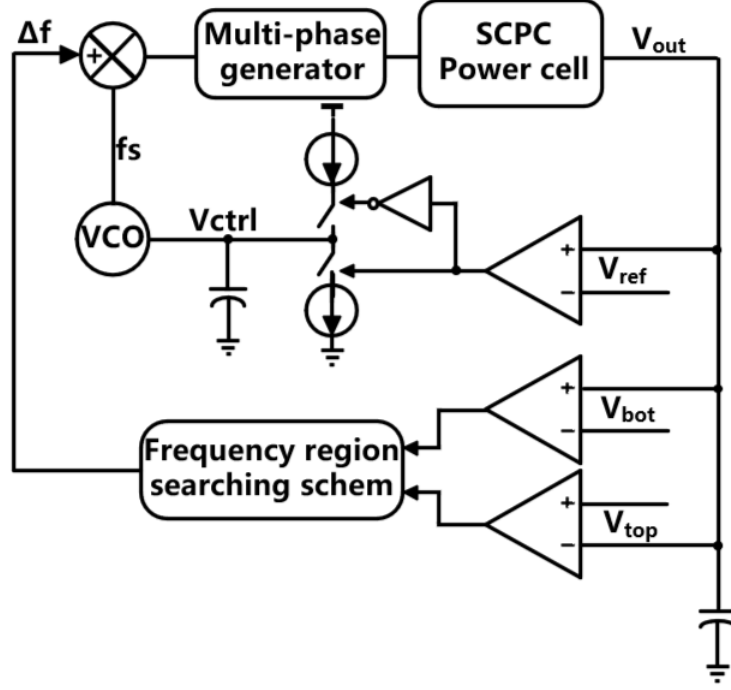 Δf
+
Multi-phase
generator
SCPC
Power cell
Vout
fs
VCO
Vctrl
+
Vref
−
+
Vbot
−
Frequency region
searching schem
+
Vtop
−